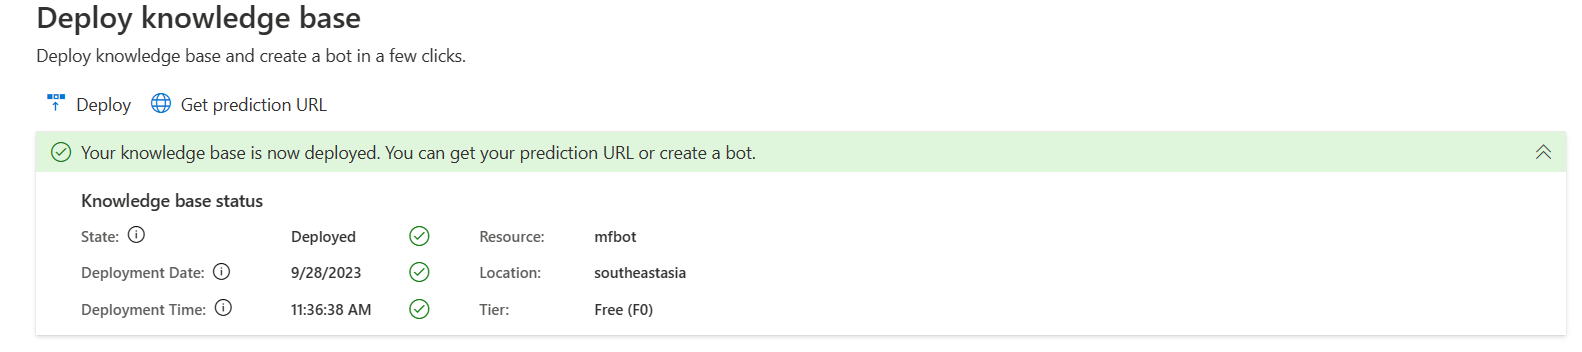 Deploy knowledge base
Deploy knowledge base and create a bot in a few clicks.
Deploy Get prediction URL
Your knowledge base is now deployed. You can get your prediction URL or create a bot.
Knowledge base status
State: Deployed Resource: mfbot
Deployment Date: 9/28/2023 Location: southeastasia
Deployment Time: 11:36:38 AM Tier: Free (F0)